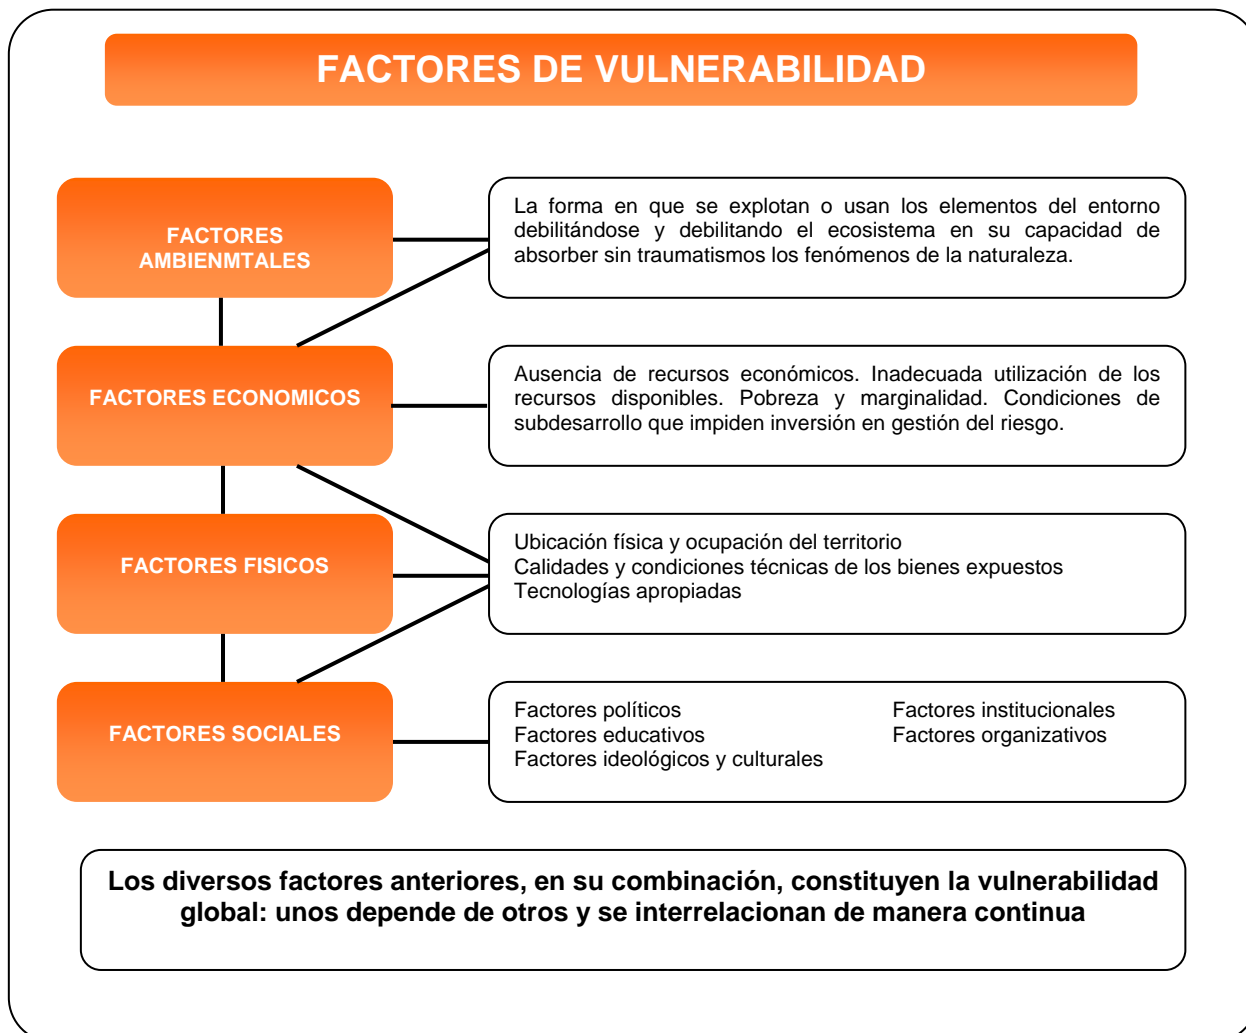 FACTORES DE VULNERABILIDAD
FACTORES
AMBIENMTALES
La forma en que se explotan o usan los elementos del entorno
debilitándose y debilitando el ecosistema en su capacidad de
absorber sin traumatismos los fenómenos de la naturaleza.
FACTORES ECONOMICOS
Ausencia de recursos económicos. Inadecuada utilización de los
recursos disponibles. Pobreza y marginalidad. Condiciones de
subdesarrollo que impiden inversión en gestión del riesgo.
FACTORES FISICOS
Ubicación física y ocupación del territorio
Calidades y condiciones técnicas de los bienes expuestos
Tecnologías apropiadas
FACTORES SOCIALES
Factores políticos
Factores educativos
Factores ideológicos y culturales
Factores institucionales
Factores organizativos
Los diversos factores anteriores, en su combinación, constituyen la vulnerabilidad
global: unos depende de otros y se interrelacionan de manera continua